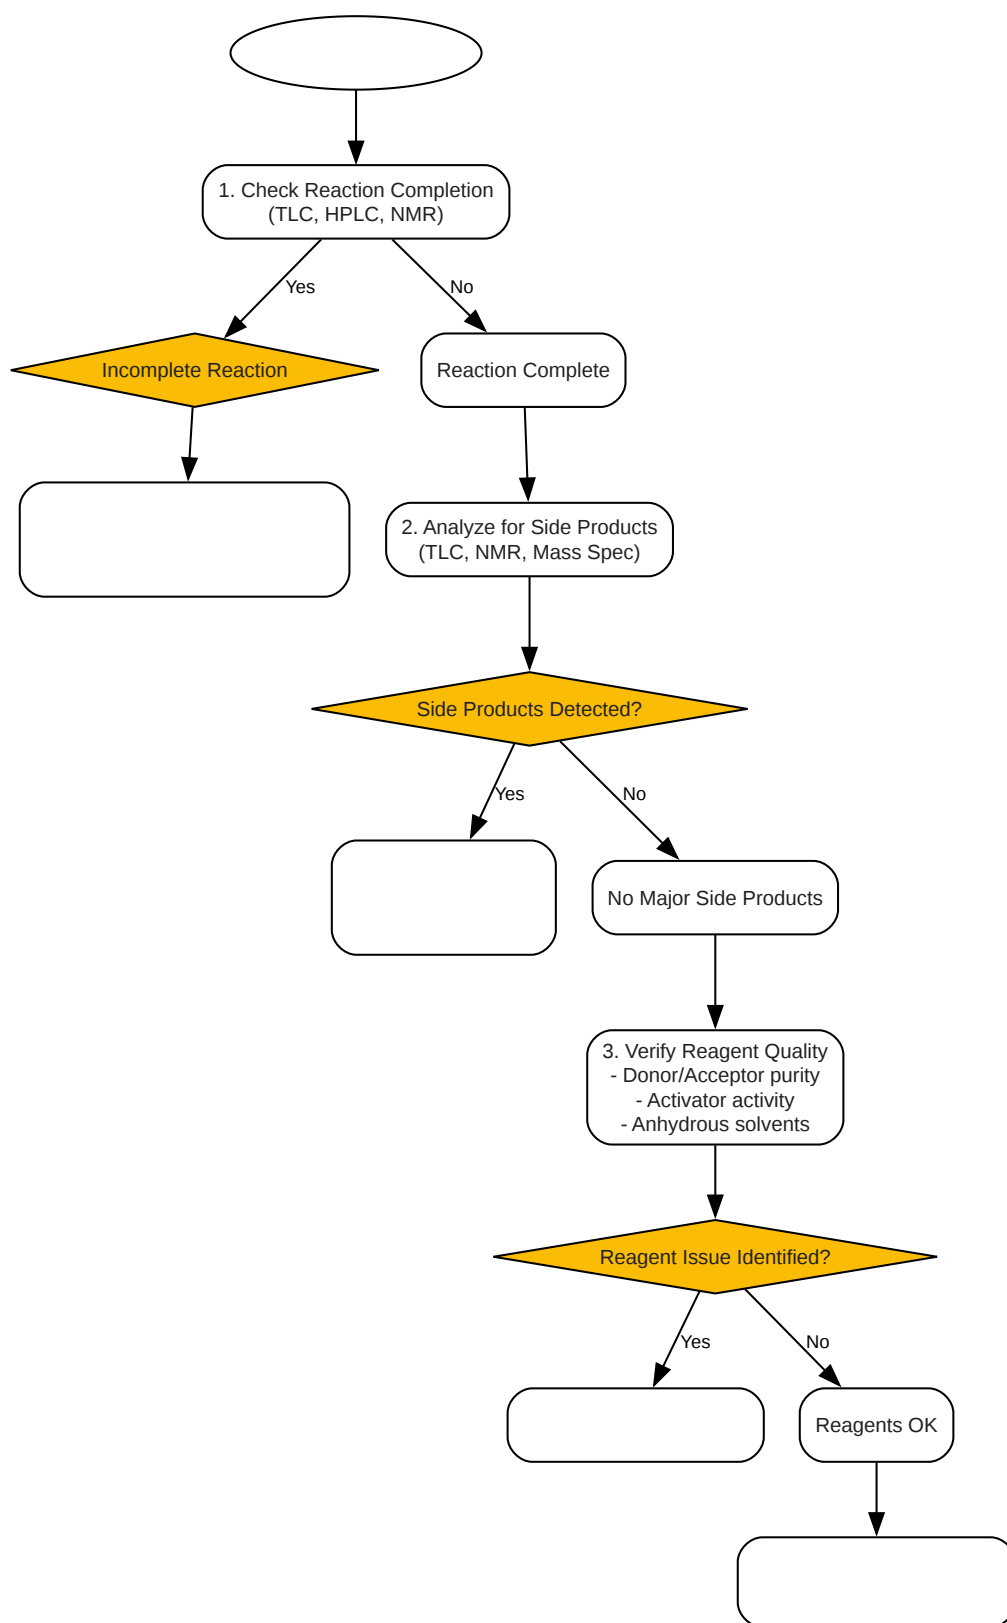 1. Check Reaction Completion
(TLC, HPLC, NMR)
Yes
No
Incomplete Reaction
Reaction Complete
2. Analyze for Side Products
(TLC, NMR, Mass Spec)
Side Products Detected?
Yes
No
No Major Side Products
3. Verify Reagent Quality
- Donor/Acceptor purity
- Activator activity
- Anhydrous solvents
Reagent Issue Identified?
Yes
No
Reagents OK